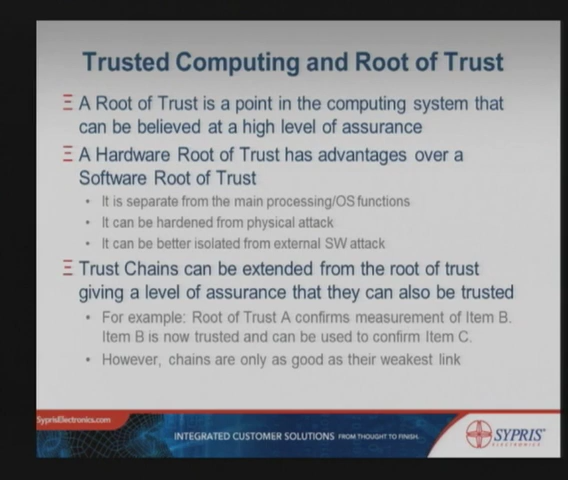 Trusted Computing and Root of Trust
A Root of Trust is a point in the computing system that
can be believed at a high level of assurance
A Hardware Root of Trust has advantages over a
Software Root of Trust
• It is separate from the main processing/OS functions
• It can be hardened from physical attack
• It can be better isolated from external SW attack
Trust Chains can be extended from the root of trust
giving a level of assurance that they can also be trusted
• For example: Root of Trust A confirms measurement of Item B.
Item B is now trusted and can be used to confirm Item C.
• However, chains are only as good as their weakest link
SyprisElectronics.com
INTEGRATED CUSTOMER SOLUTIONS FROM THOUGHT TO FINISH.
SYPRIS
ELECTRONICS